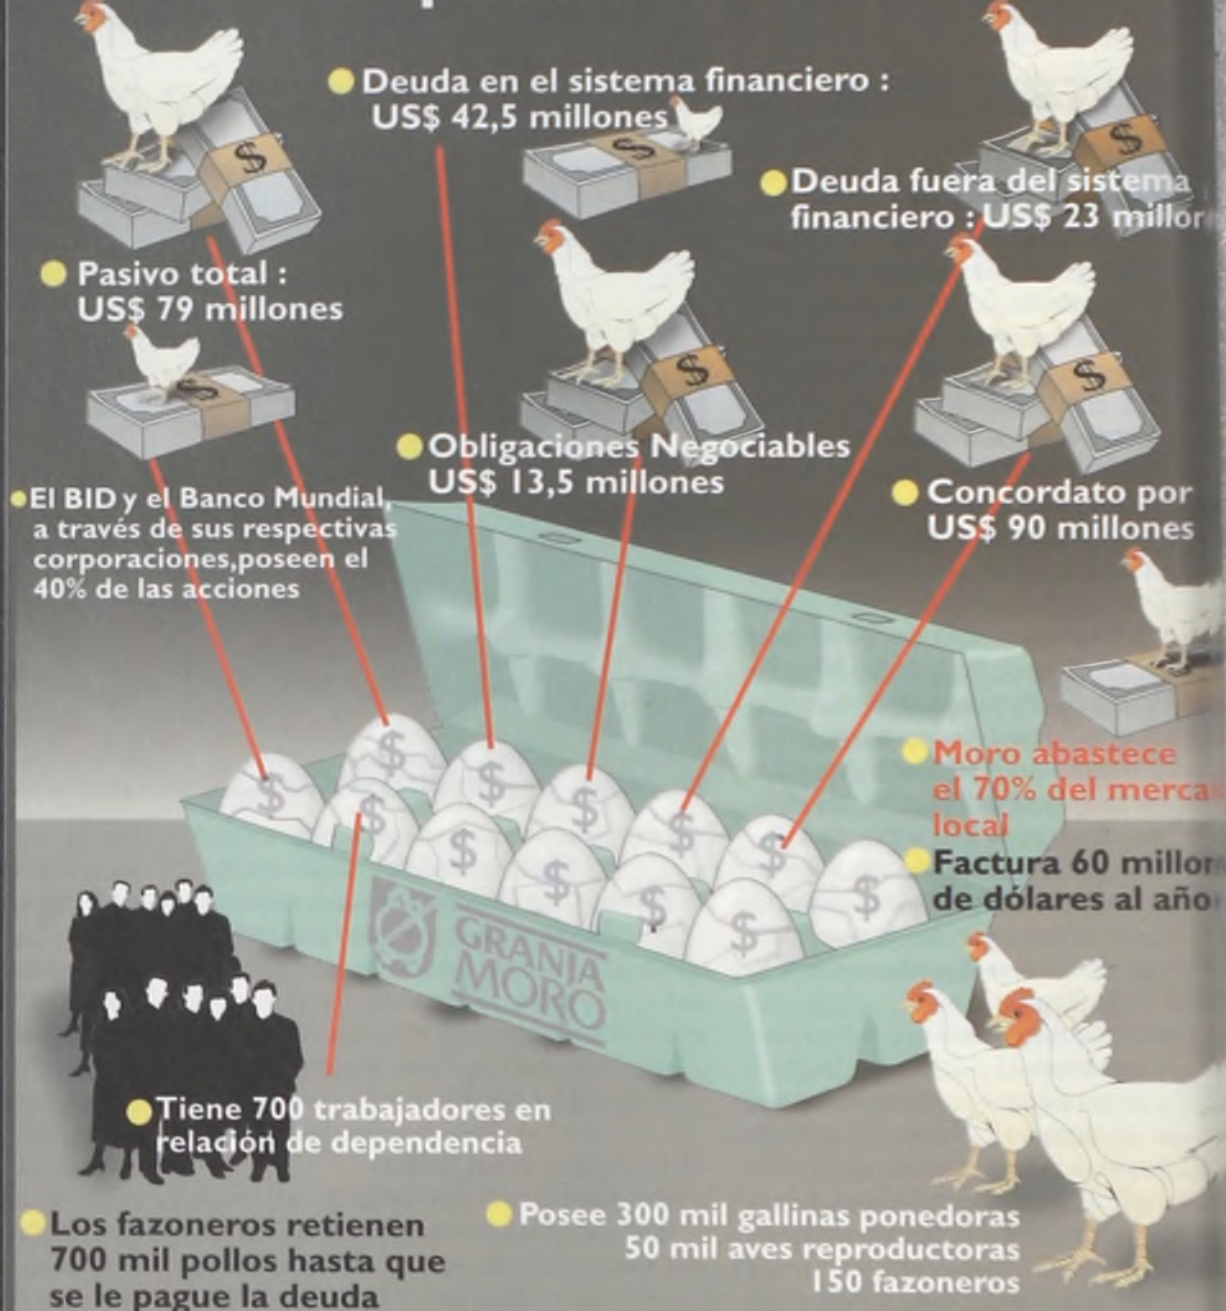 Deuda en el sistema financiero :
US$ 42,5 millones
Deuda fuera del sistema
financiero : US$ 23
Pasivo total :
US$ 79 millones
Obligaciones Negociables
US$ 13,5 millones
Concordato por
US$ 90 millones
El BID y el Banco Mundial,
a través de sus respectivas
corporaciones,poseen el
40% de las acciones
Moro abastece
el 70% del
local
Factura 60
de dólares al año
GRANJA
MORO
Tiene 700 trabajadores en
relación de dependencia
Los fazoneros retienen
700 mil pollos hasta que
se le pague la deuda
Posee 300 mil gallinas ponedoras
50 mil aves reproductoras
150 fazoneros